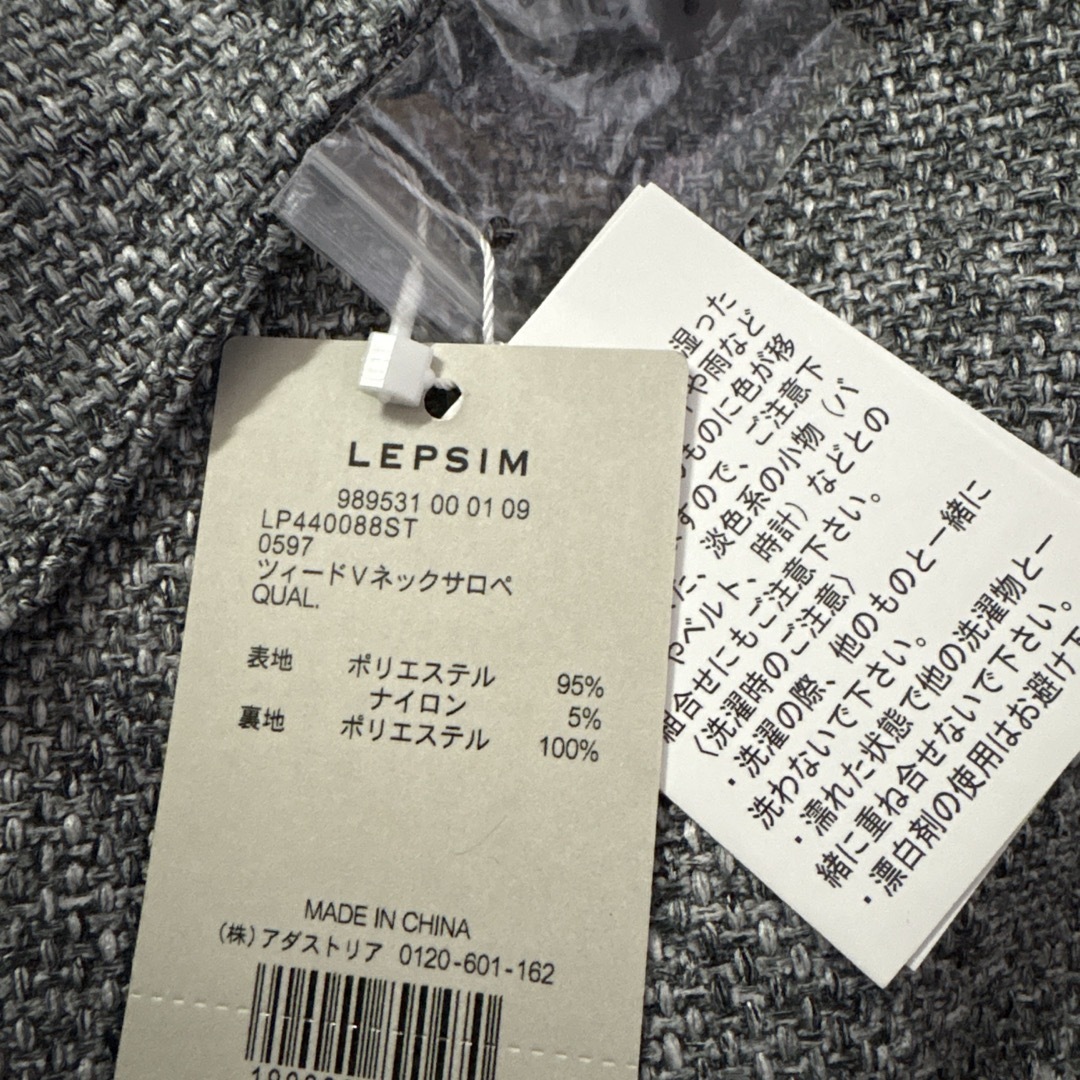 LEPSIM
989531 00 01 09
LP440088ST
0597
ツィードVネックサロペ
QUAL.
表地 ポリエステル 95%
ナイロン 5%
裏地 ポリエステル 100%
MADE IN CHINA
(株)アダストリア 0120-601-162
湿った
や雨など
ものに色が移
すので、ご注意下
淡色系の小物(バ
時計)などとの
やベルト、
組合せにもご注意下さい。
〈洗濯時のご注意〉
・洗濯の際、他のものと一緒に
洗わないで下さい。
・濡れた状態で他の洗濯物と一
緒に重ね合せないで下さい。
・漂白剤の使用はお避け下